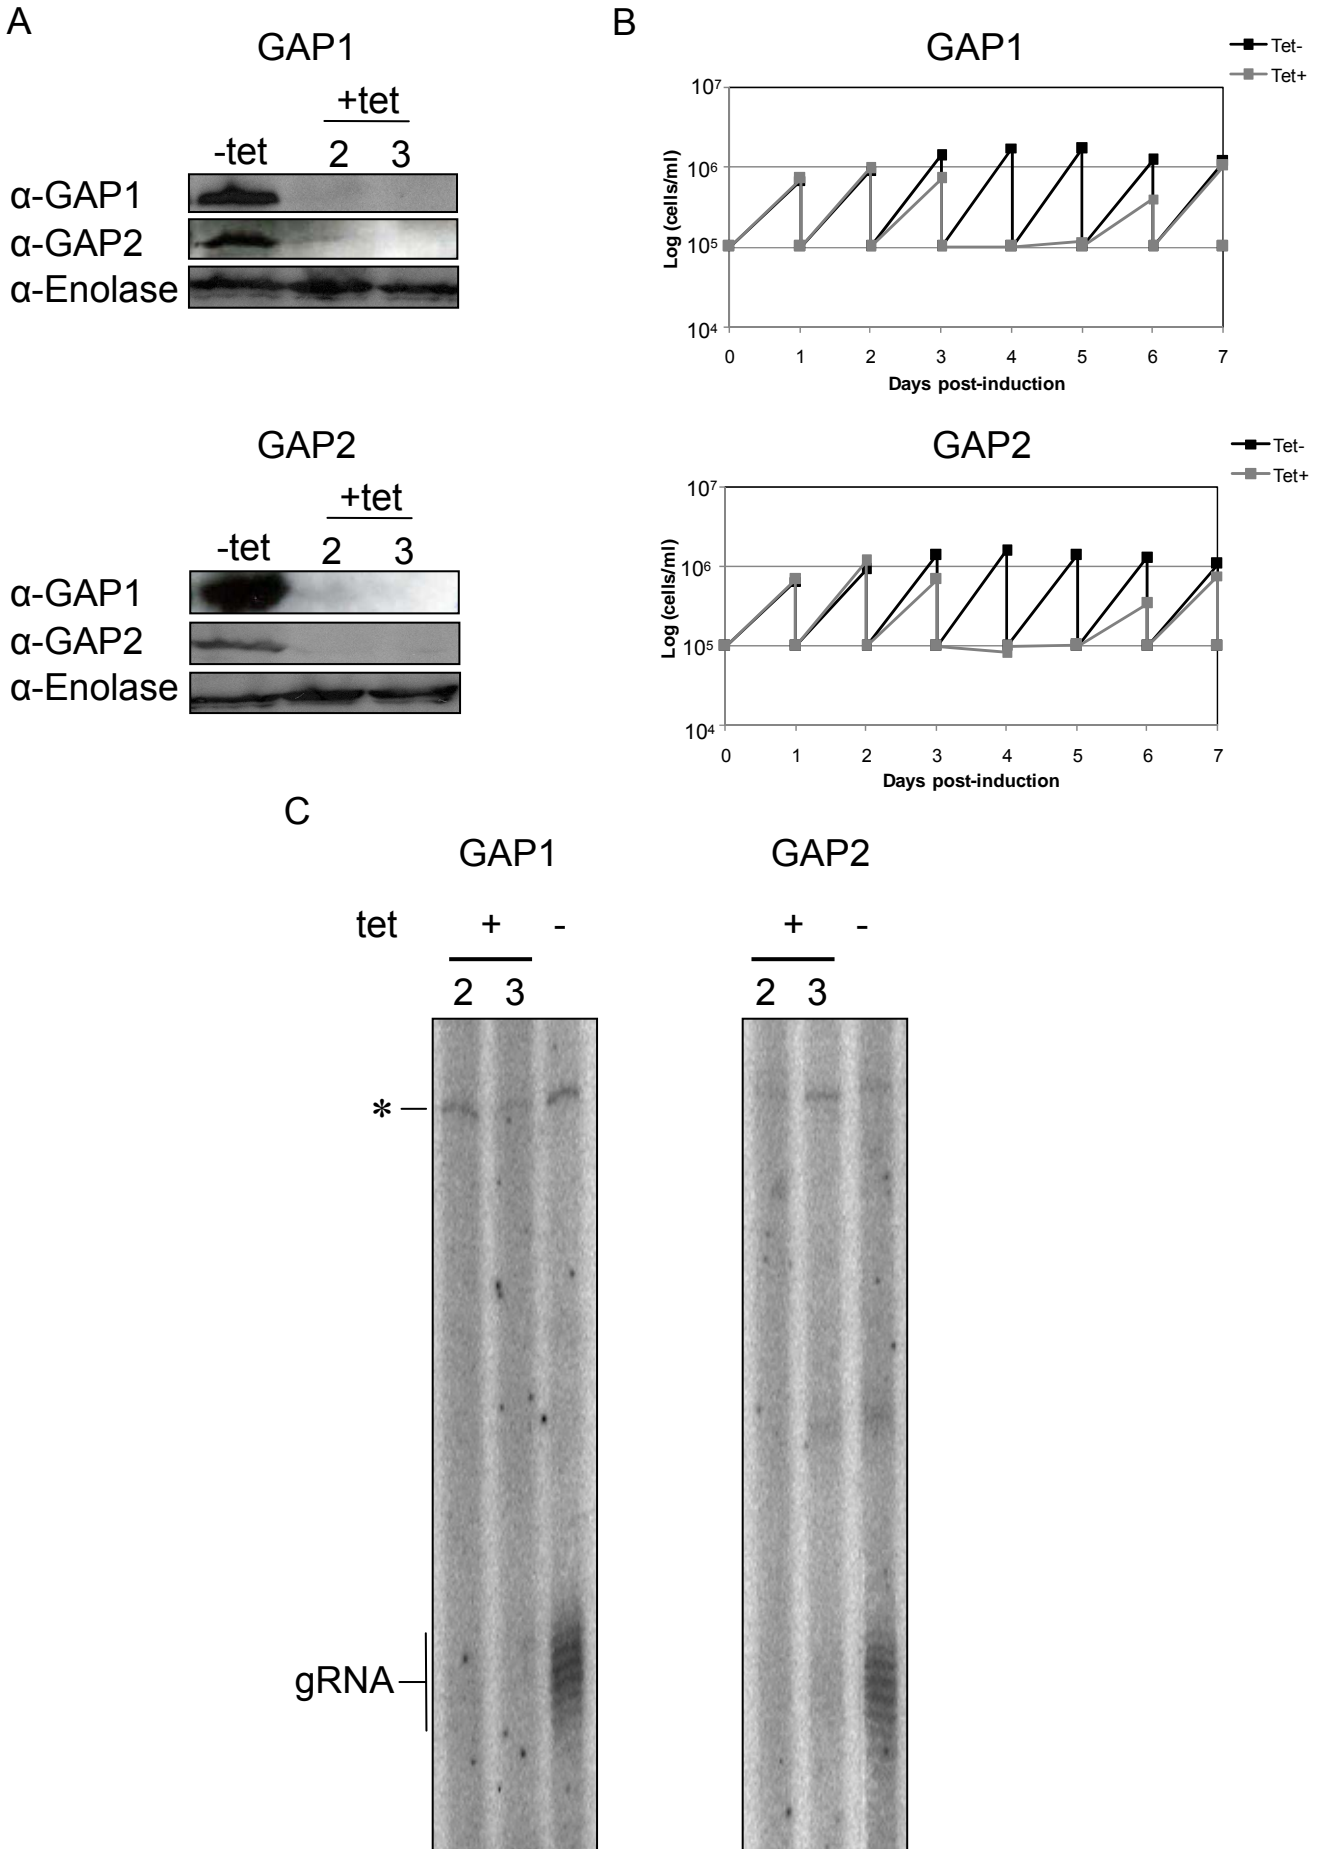 A
GAP1
+tet
-tet 2 3
α-GAP1
α-GAP2
α-Enolase
GAP2
+tet
-tet 2 3
α-GAP1
α-GAP2
α-Enolase
B
GAP1
Tet-
Tet+
Log (cells/ml)
10⁷
10⁶
10⁵
10⁴
0 1 2 3 4 5 6 7
Days post-induction
GAP2
Tet-
Tet+
Log (cells/ml)
10⁷
10⁶
10⁵
10⁴
0 1 2 3 4 5 6 7
Days post-induction
C
GAP1 GAP2
tet + - + -
2 3 2 3
*
gRNA